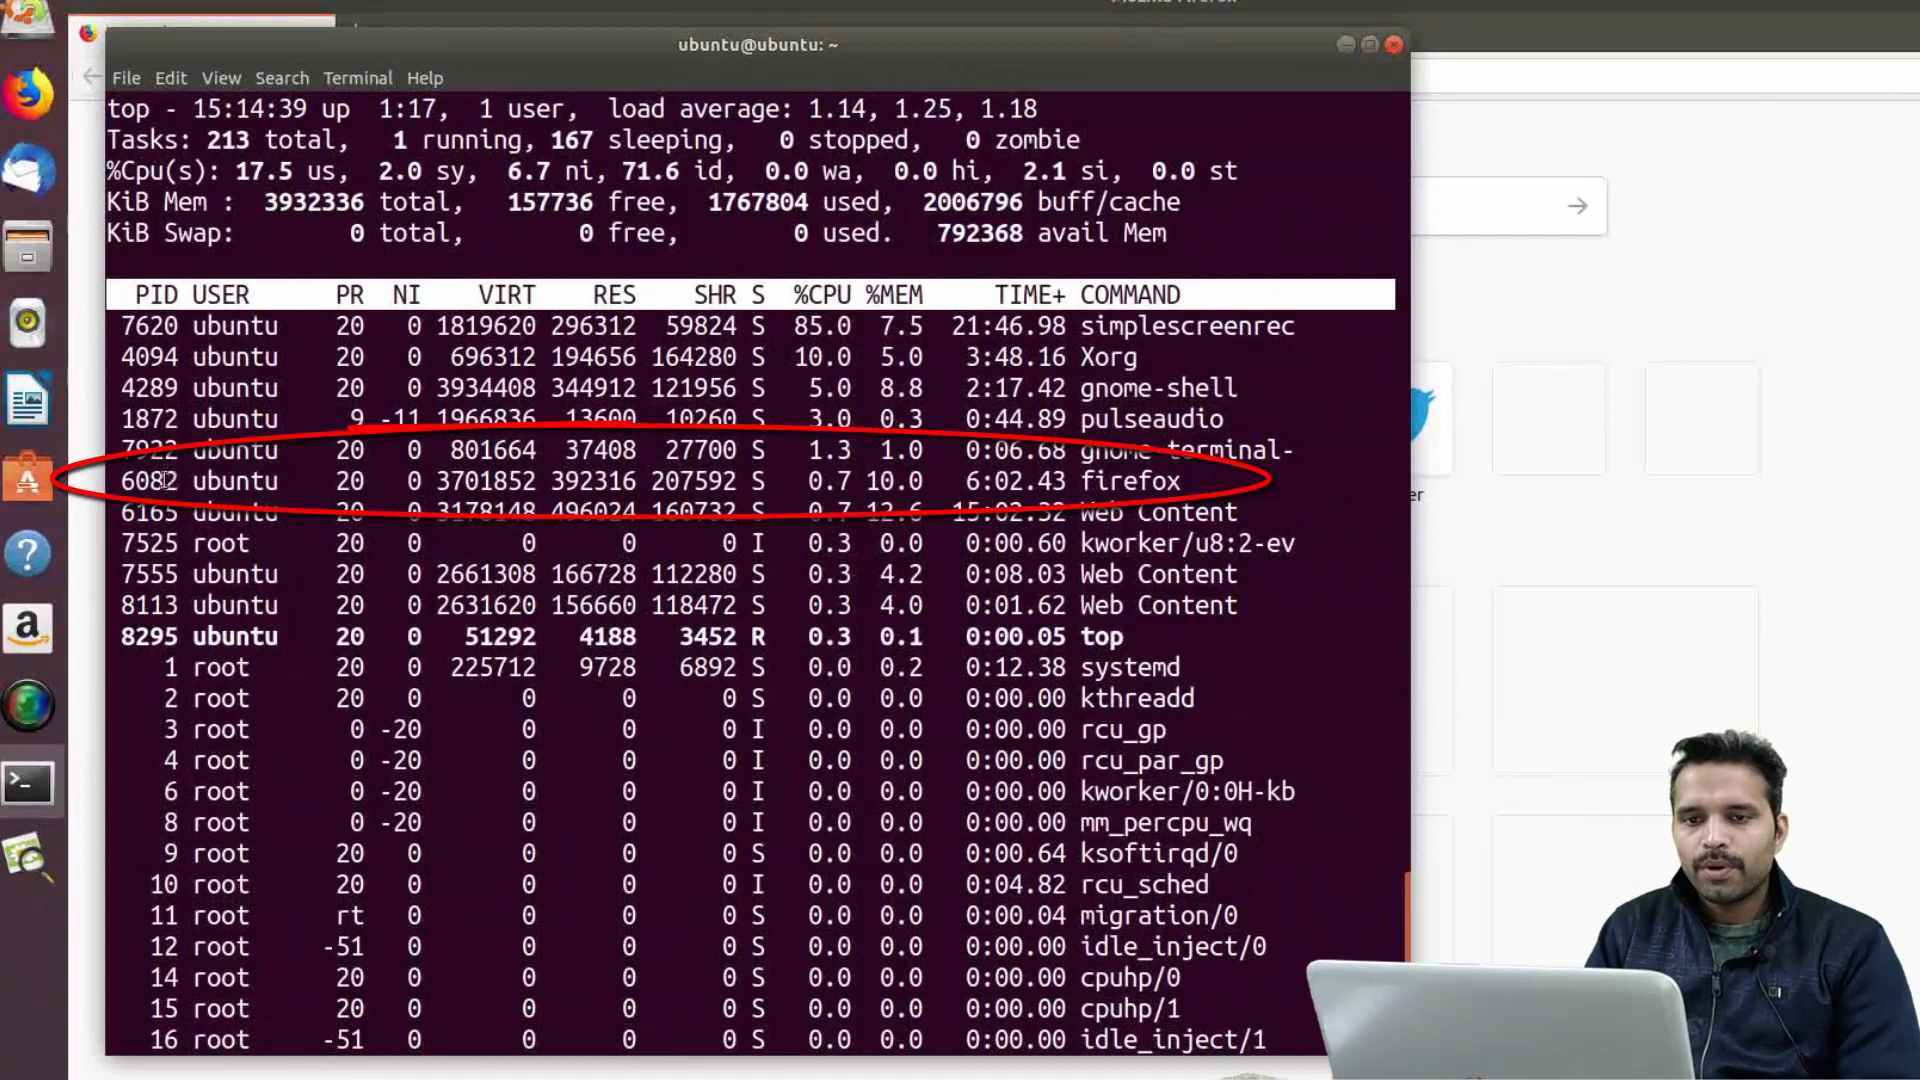 ubuntu@ubuntu: ~
File Edit View Search Terminal Help
top - 15:14:39 up  1:17,  1 user,  load average: 1.14, 1.25, 1.18
Tasks: 213 total,   1 running, 167 sleeping,   0 stopped,   0 zombie
%Cpu(s): 17.5 us,  2.0 sy,  6.7 ni, 71.6 id,  0.0 wa,  0.0 hi,  2.1 si,  0.0 st
KiB Mem :  3932336 total,   157736 free,  1767804 used,  2006796 buff/cache
KiB Swap:        0 total,        0 free,        0 used.   792368 avail Mem
PID USER PR NI VIRT RES SHR S %CPU %MEM TIME+ COMMAND
7620 ubuntu 20 0 1819620 296312 59824 S 85.0 7.5 21:46.98 simplescreenrec
4094 ubuntu 20 0 696312 194656 164280 S 10.0 5.0 3:48.16 Xorg
4289 ubuntu 20 0 3934408 344912 121956 S 5.0 8.8 2:17.42 gnome-shell
1872 ubuntu 9 -11 1966836 13600 10260 S 3.0 0.3 0:44.89 pulseaudio
7922 ubuntu 20 0 801664 37408 27700 S 1.3 1.0 0:06.68 gnome-terminal-
6082 ubuntu 20 0 3701852 392316 207592 S 0.7 10.0 6:02.43 firefox
6165 ubuntu 20 0 3178148 496024 160732 S 0.7 12.6 15:02.32 Web Content
7525 root 20 0 0 0 0 I 0.3 0.0 0:00.60 kworker/u8:2-ev
7555 ubuntu 20 0 2661308 166728 112280 S 0.3 4.2 0:08.03 Web Content
8113 ubuntu 20 0 2631620 156660 118472 S 0.3 4.0 0:01.62 Web Content
8295 ubuntu 20 0 51292 4188 3452 R 0.3 0.1 0:00.05 top
1 root 20 0 225712 9728 6892 S 0.0 0.2 0:12.38 systemd
2 root 20 0 0 0 0 S 0.0 0.0 0:00.00 kthreadd
3 root 0 -20 0 0 0 I 0.0 0.0 0:00.00 rcu_gp
4 root 0 -20 0 0 0 I 0.0 0.0 0:00.00 rcu_par_gp
6 root 0 -20 0 0 0 I 0.0 0.0 0:00.00 kworker/0:0H-kb
8 root 0 -20 0 0 0 I 0.0 0.0 0:00.00 mm_percpu_wq
9 root 20 0 0 0 0 S 0.0 0.0 0:00.64 ksoftirqd/0
10 root 20 0 0 0 0 I 0.0 0.0 0:04.82 rcu_sched
11 root rt 0 0 0 0 S 0.0 0.0 0:00.04 migration/0
12 root -51 0 0 0 0 S 0.0 0.0 0:00.00 idle_inject/0
14 root 20 0 0 0 0 S 0.0 0.0 0:00.00 cpuhp/0
15 root 20 0 0 0 0 S 0.0 0.0 0:00.00 cpuhp/1
16 root -51 0 0 0 0 S 0.0 0.0 0:00.00 idle_inject/1